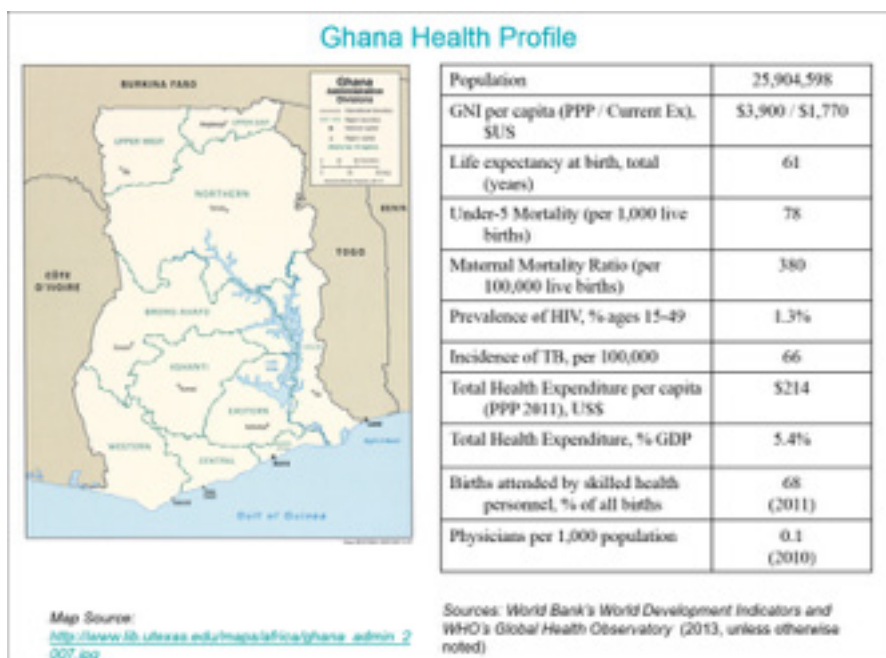 Ghana Health Profile
BURKINA FASO
Ghana
Administrative
Divisions
UPPER WEST
UPPER EAST
NORTHERN
BENIN
TOGO
CÔTE
D'IVOIRE
BRONG-AHAFO
ASHANTI
EASTERN
WESTERN
CENTRAL
Gulf of Guinea
Map Source:
http://www.lib.utexas.edu/maps/africa/ghana_admin_2
007.jpg
Population 25,904,598
GNI per capita (PPP / Current Ex), $3,900 / $1,770
$US
Life expectancy at birth, total 61
(years)
Under-5 Mortality (per 1,000 live 78
births)
Maternal Mortality Ratio (per 380
100,000 live births)
Prevalence of HIV, % ages 15-49 1.3%
Incidence of TB, per 100,000 66
Total Health Expenditure per capita $214
(PPP 2011), US$
Total Health Expenditure, % GDP 5.4%
Births attended by skilled health 68
personnel, % of all births (2011)
Physicians per 1,000 population 0.1
(2010)
Sources: World Bank's World Development Indicators and
WHO's Global Health Observatory (2013, unless otherwise
noted)